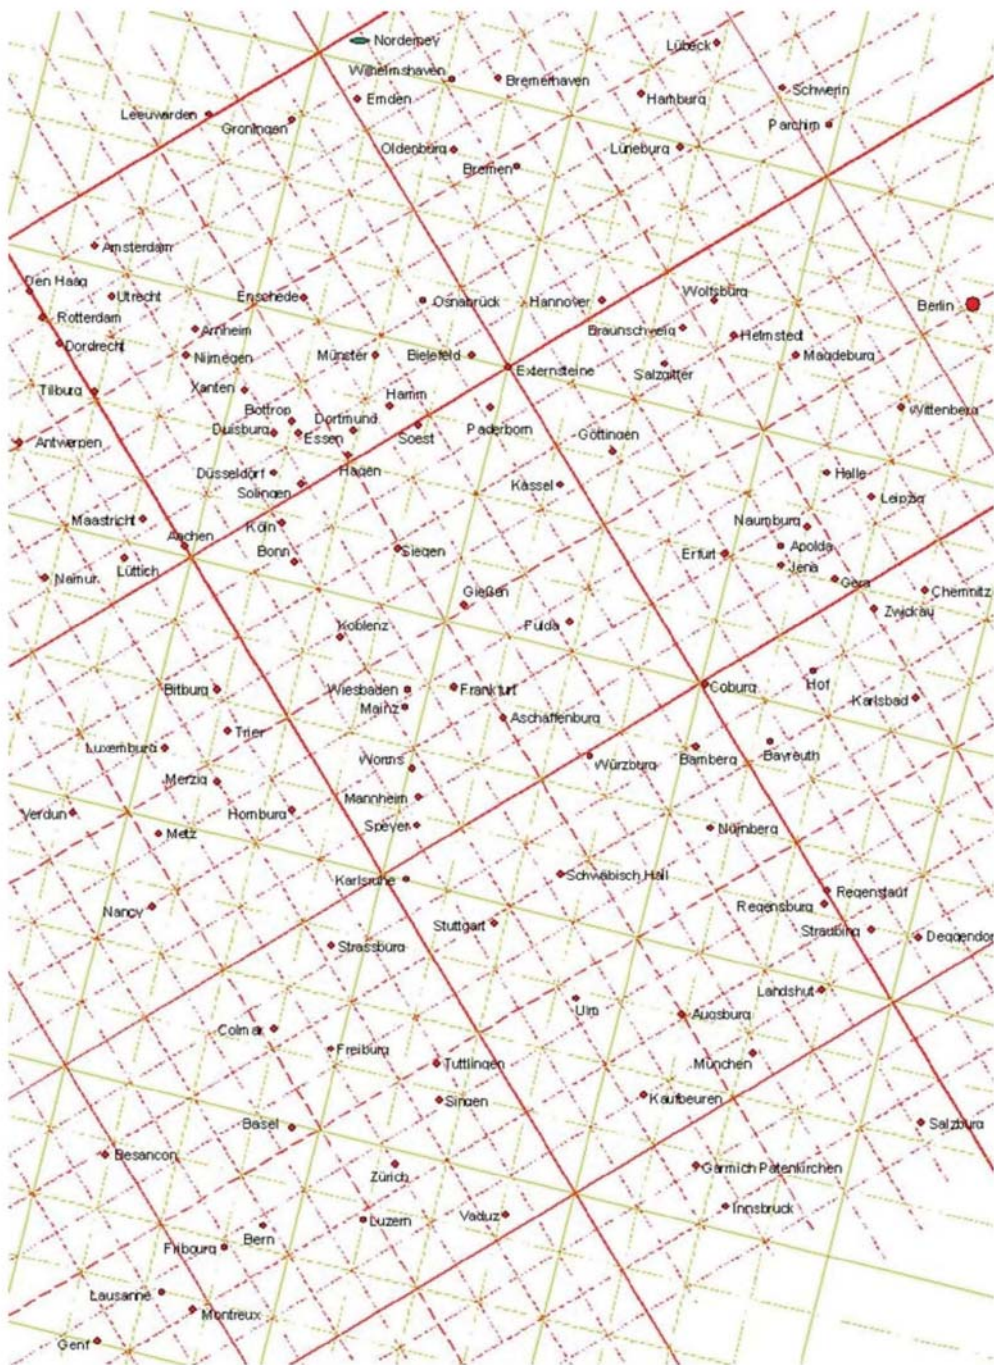 Norderney
Lübeck
Wilhelmshaven
Bremerhaven
Schwerin
Emden
Hamburg
Leeuwarden
Groningen
Parchim
Oldenburg
Lüneburg
Bremen
Amsterdam
Den Haag
Utrecht
Enschede
Osnabrück
Hannover
Wolfsburg
Berlin
Rotterdam
Arnheim
Braunschweig
Helmstedt
Dordrecht
Nijmegen
Münster
Bielefeld
Magdeburg
Externsteine
Salzgitter
Tilburg
Xanten
Hamm
Wittenberg
Bottrop
Dortmund
Paderborn
Duisburg
Essen
Soest
Göttingen
Antwerpen
Hagen
Düsseldorf
Halle
Solingen
Kassel
Leipzig
Maastricht
Köln
Naumburg
Aachen
Bonn
Siegen
Erfurt
Apolda
Lüttich
Jena
Namur
Gera
Chemnitz
Gießen
Zwickau
Koblenz
Fulda
Bitburg
Wiesbaden
Frankfurt
Coburg
Hof
Karlsbad
Mainz
Aschaffenburg
Trier
Luxemburg
Worms
Würzburg
Bamberg
Bayreuth
Merzig
Mannheim
Verdun
Homburg
Speyer
Nürnberg
Metz
Karlsruhe
Schwäbisch Hall
Regenstauf
Nancy
Regensburg
Stuttgart
Straubing
Deggendor
Strassburg
Landshut
Ulm
Augsburg
Colmar
Freiburg
Tuttlingen
München
Singen
Kaufbeuren
Basel
Salzburg
Besancon
Zürich
Garmich Patenkirchen
Innsbruck
Luzern
Vaduz
Bern
Fribourg
Lausanne
Montreux
Genf